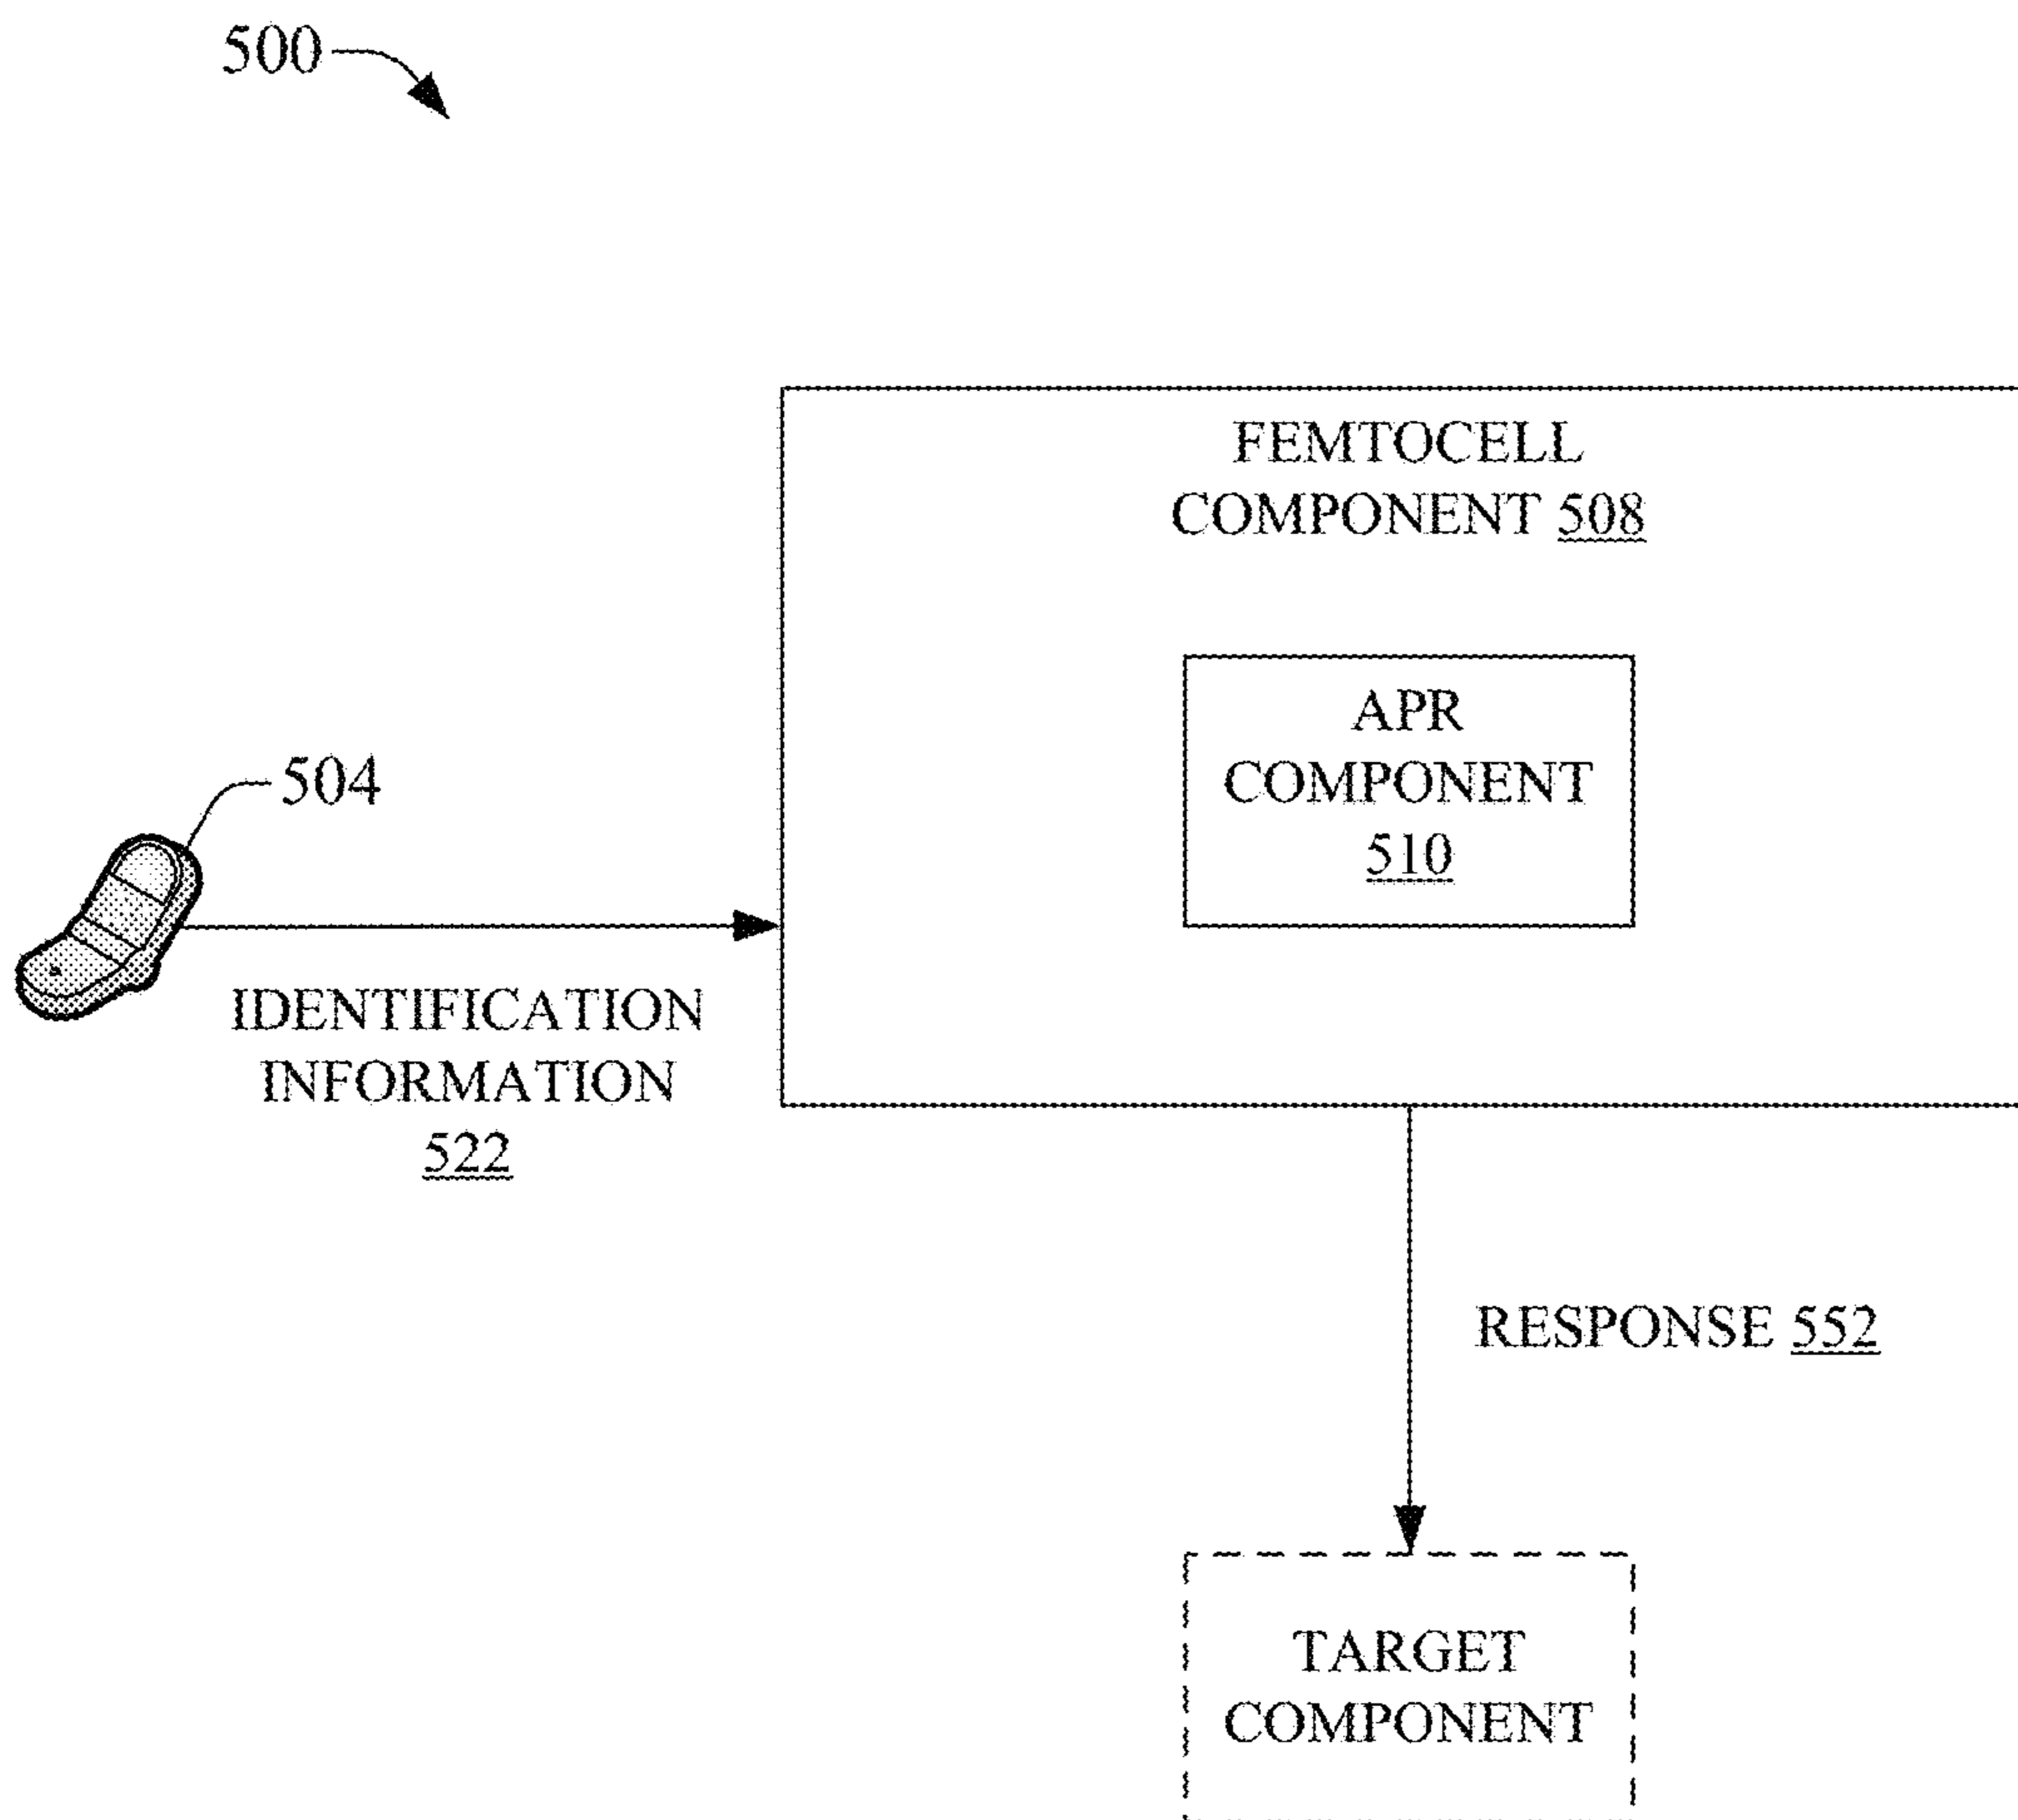 500
FEMTOCELL
COMPONENT 508
APR
COMPONENT
510
504
IDENTIFICATION
INFORMATION
522
RESPONSE 552
TARGET
COMPONENT